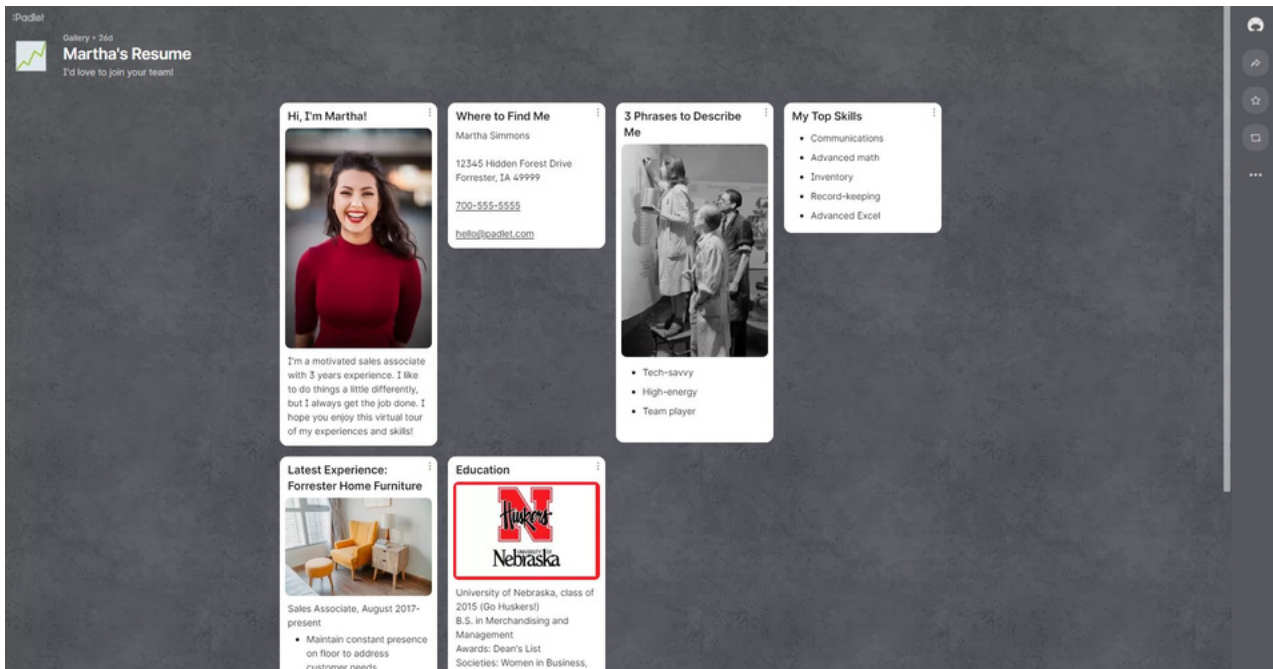 :Padlet
Gallery • 26d
Martha's Resume
I'd love to join your team!
Hi, I'm Martha!
I'm a motivated sales associate
with 3 years experience. I like
to do things a little differently,
but I always get the job done. I
hope you enjoy this virtual tour
of my experiences and skills!
Where to Find Me
Martha Simmons
12345 Hidden Forest Drive
Forrester, IA 49999
700-555-5555
hello@padlet.com
3 Phrases to Describe
Me
• Tech-savvy
• High-energy
• Team player
My Top Skills
• Communications
• Advanced math
• Inventory
• Record-keeping
• Advanced Excel
Latest Experience:
Forrester Home Furniture
Sales Associate, August 2017-
present
• Maintain constant presence
on floor to address
customer needs
Education
Huskers
UNIVERSITY OF
Nebraska
University of Nebraska, class of
2015 (Go Huskers!)
B.S. in Merchandising and
Management
Awards: Dean's List
Societies: Women in Business,